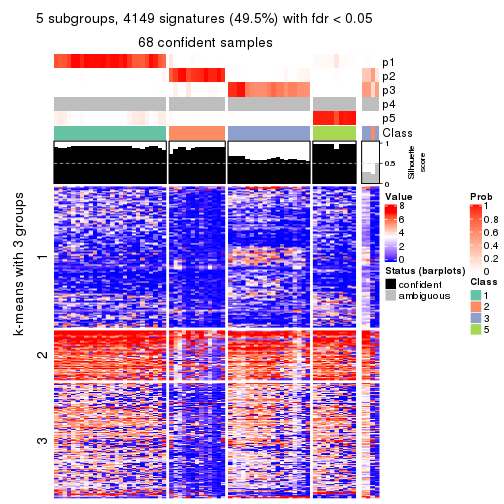 5 subgroups, 4149 signatures (49.5%) with fdr < 0.05
68 confident samples
p1
p2
p3
p4
p5
Class
1
0.5
0
Silhouette
score
k-means with 3 groups
1
2
3
Value
8
6
4
2
0
Status (barplots)
confident
ambiguous
Prob
1
0.8
0.6
0.4
0.2
0
Class
1
2
3
5